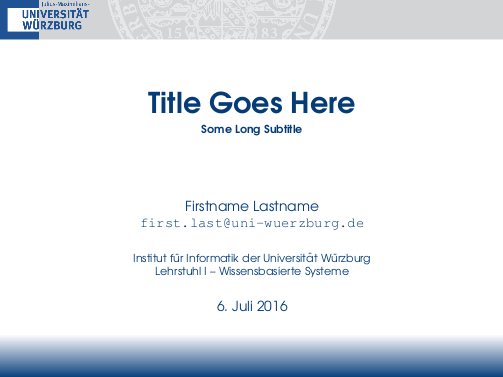 Julius-Maximilians-
UNIVERSITÄT
WÜRZBURG
1582
Title Goes Here
Some Long Subtitle
Firstname Lastname
first.last@uni-wuerzburg.de
Institut für Informatik der Universität Würzburg
Lehrstuhl I – Wissensbasierte Systeme
6. Juli 2016